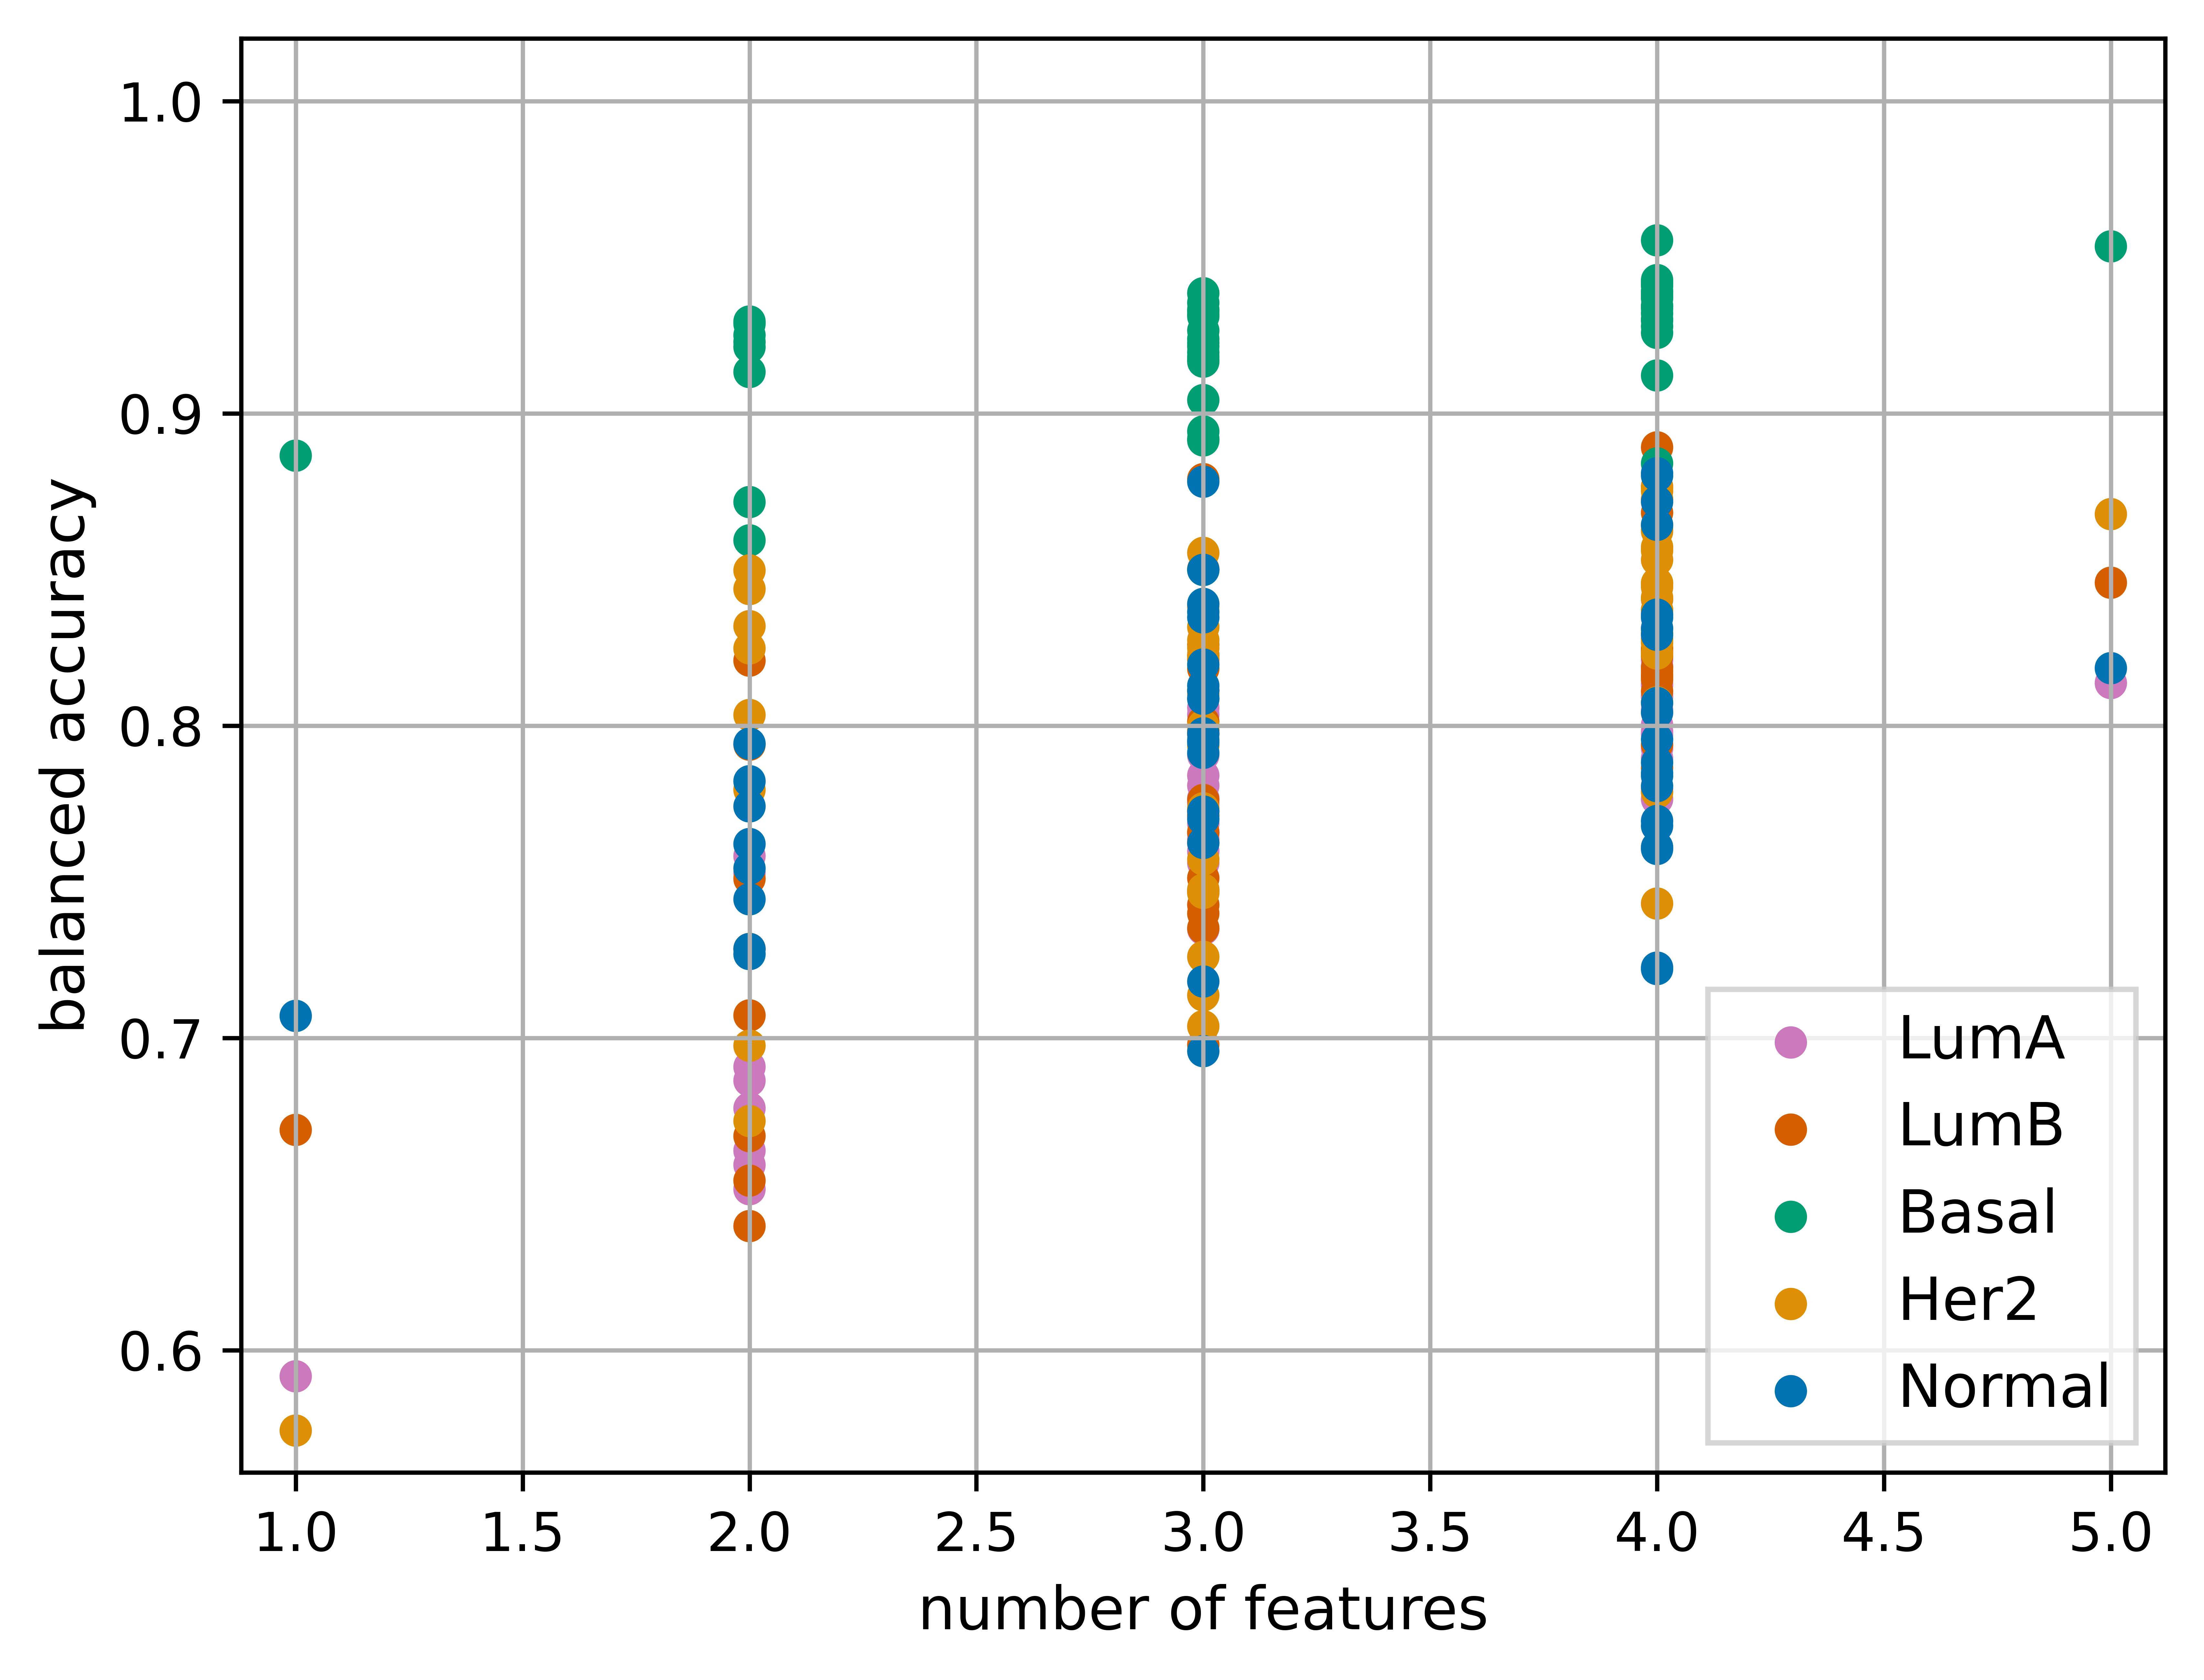 1.0
0.9
0.8
0.7
0.6
balanced accuracy
LumA
LumB
Basal
Her2
Normal
1.0 1.5 2.0 2.5 3.0 3.5 4.0 4.5 5.0
number of features